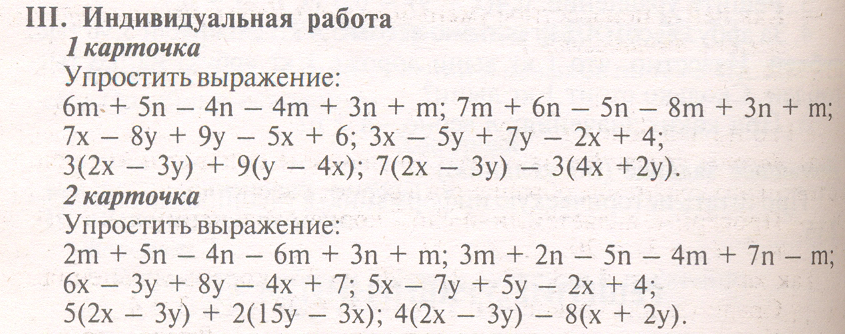 III. Индивидуальная работа
1 карточка
Упростить выражение:
6m + 5n – 4n – 4m + 3n + m; 7m + 6n – 5n – 8m + 3n + m;
7x – 8y + 9y – 5x + 6; 3x – 5y + 7y – 2x + 4;
3(2x – 3y) + 9(y – 4x); 7(2x – 3y) – 3(4x +2y).
2 карточка
Упростить выражение:
2m + 5n – 4n – 6m + 3n + m; 3m + 2n – 5n – 4m + 7n – m;
6x – 3y + 8y – 4x + 7; 5x – 7y + 5y – 2x + 4;
5(2x – 3y) + 2(15y – 3x); 4(2x – 3y) – 8(x + 2y).